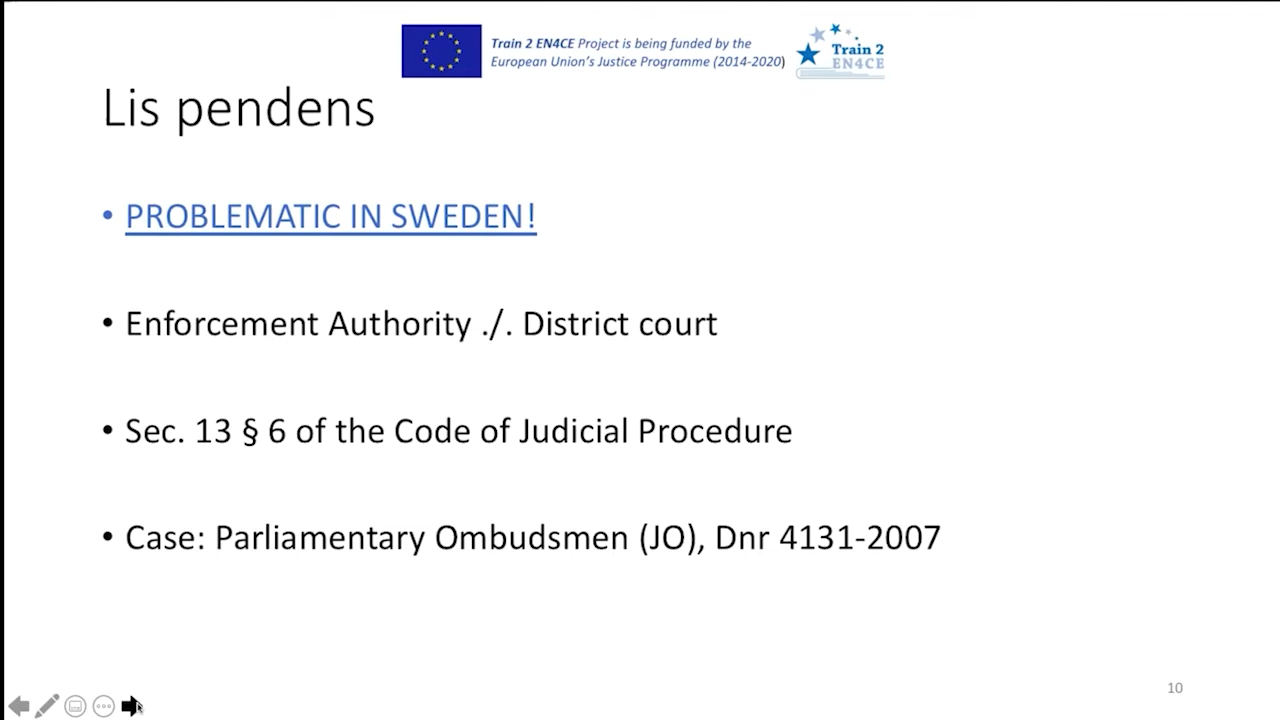 Train 2 EN4CE Project is being funded by the
European Union's Justice Programme (2014-2020)
Train 2
EN4CE
Lis pendens
• PROBLEMATIC IN SWEDEN!
• Enforcement Authority ./. District court
• Sec. 13 § 6 of the Code of Judicial Procedure
• Case: Parliamentary Ombudsmen (JO), Dnr 4131-2007
10